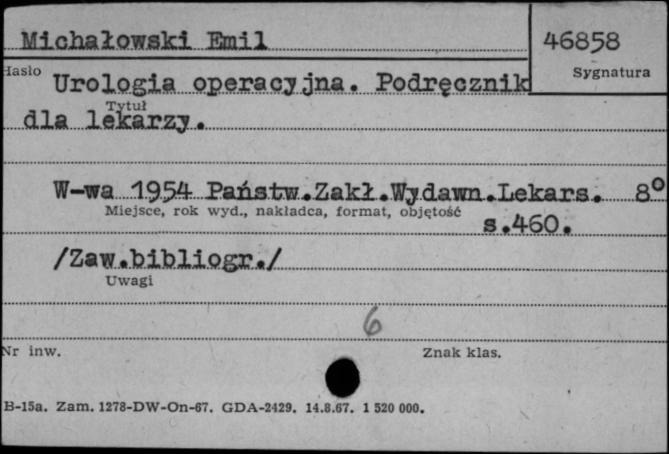 Michałowski Emil
46858
Hasło
Sygnatura
Urologia operacyjna. Podręcznik
Tytuł
dla lekarzy.
W-wa 1954 Państw.Zakł.Wydawn.Lekars. 8°
Miejsce, rok wyd., nakładca, format, objętość
s.460.
/Zaw.bibliogr./
Uwagi
6
Nr inw.
Znak klas.
B-15a. Zam. 1278-DW-On-67. GDA-2429. 14.8.67. 1 520 000.